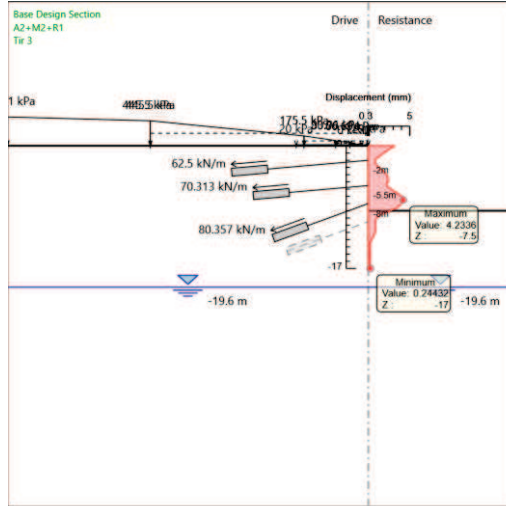 Base Design Section
A2+M2+R1
Tir 3
Drive
Resistance
Displacement (mm)
0.3
5
1 kPa
175.5
20 kPa
62.5 kN/m
70.313 kN/m
80.357 kN/m
-2m
-5.5m
-8m
-17
Maximum
Value: 4.2336
Z : -7.5
Minimum
Value: 0.24432
Z : -17
-19.6 m
-19.6 m